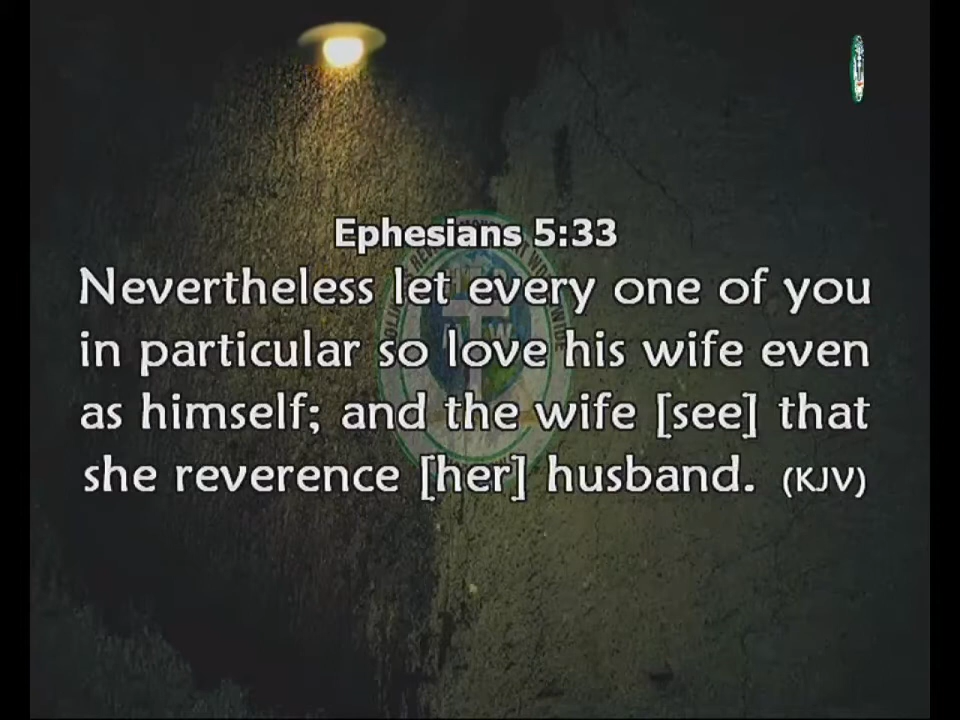 Ephesians 5:33
Nevertheless let every one of you
in particular so love his wife even
as himself; and the wife [see] that
she reverence [her] husband. (KJV)